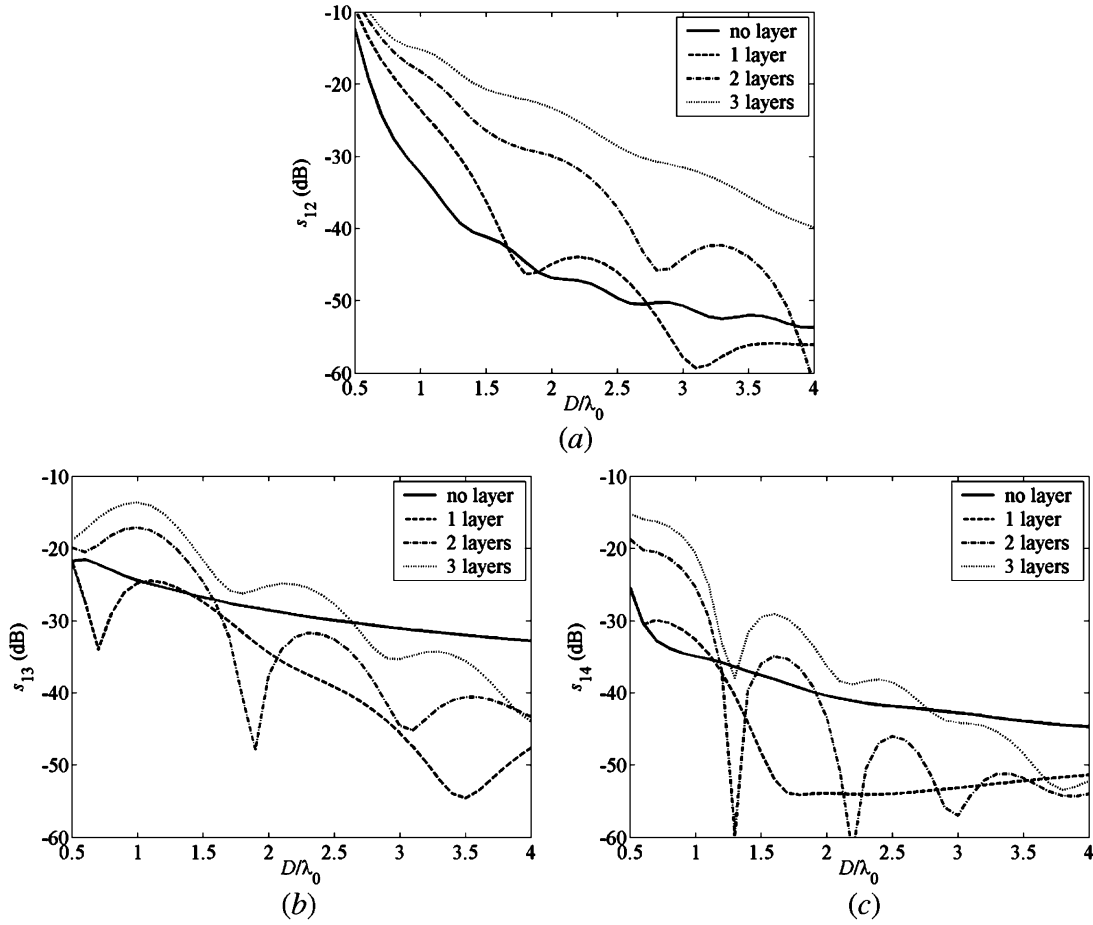 -10
-20
-30
-40
-50
-60
s12 (dB)
0.5 1 1.5 2 2.5 3 3.5 4
D/λ0
no layer
1 layer
2 layers
3 layers
(a)
-10
-20
-30
-40
-50
-60
s13 (dB)
0.5 1 1.5 2 2.5 3 3.5 4
D/λ0
no layer
1 layer
2 layers
3 layers
(b)
-10
-20
-30
-40
-50
-60
s14 (dB)
0.5 1 1.5 2 2.5 3 3.5 4
D/λ0
no layer
1 layer
2 layers
3 layers
(c)